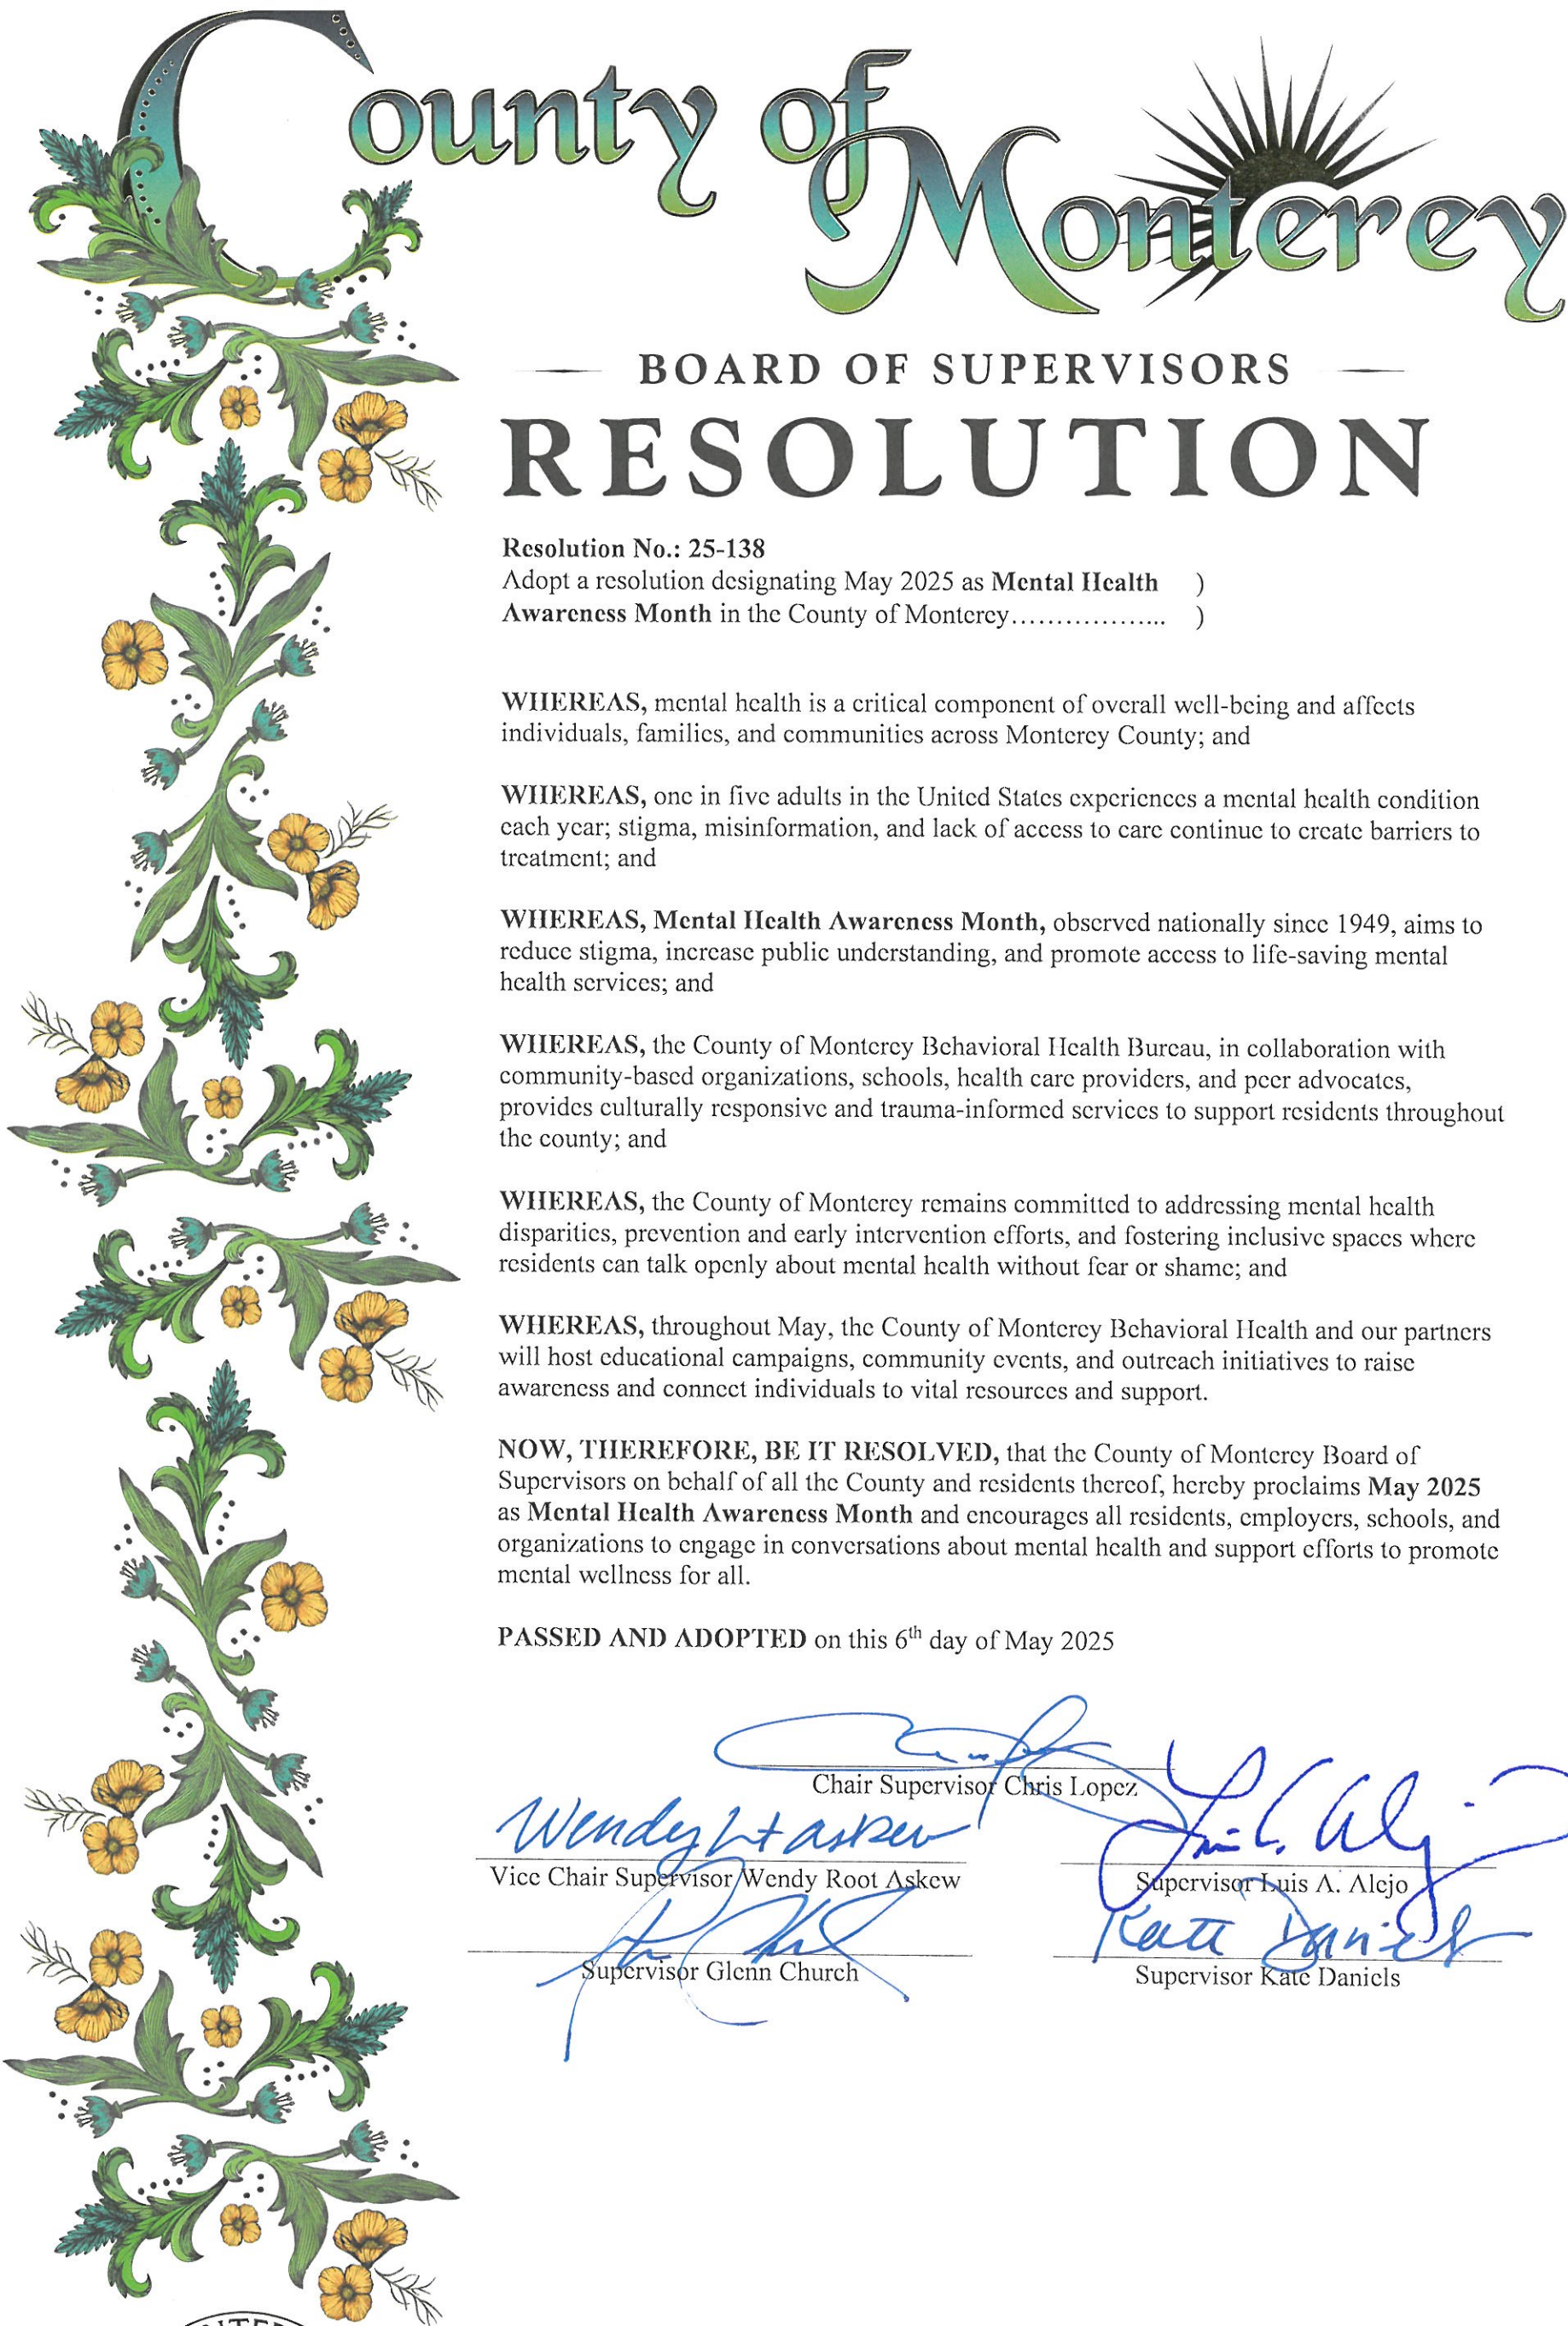 County of Monterey
BOARD OF SUPERVISORS
RESOLUTION
Resolution No.: 25-138
Adopt a resolution designating May 2025 as Mental Health )
Awareness Month in the County of Monterey……………... )
WHEREAS, mental health is a critical component of overall well-being and affects
individuals, families, and communities across Monterey County; and
WHEREAS, one in five adults in the United States experiences a mental health condition
each year; stigma, misinformation, and lack of access to care continue to create barriers to
treatment; and
WHEREAS, Mental Health Awareness Month, observed nationally since 1949, aims to
reduce stigma, increase public understanding, and promote access to life-saving mental
health services; and
WHEREAS, the County of Monterey Behavioral Health Bureau, in collaboration with
community-based organizations, schools, health care providers, and peer advocates,
provides culturally responsive and trauma-informed services to support residents throughout
the county; and
WHEREAS, the County of Monterey remains committed to addressing mental health
disparities, prevention and early intervention efforts, and fostering inclusive spaces where
residents can talk openly about mental health without fear or shame; and
WHEREAS, throughout May, the County of Monterey Behavioral Health and our partners
will host educational campaigns, community events, and outreach initiatives to raise
awareness and connect individuals to vital resources and support.
NOW, THEREFORE, BE IT RESOLVED, that the County of Monterey Board of
Supervisors on behalf of all the County and residents thereof, hereby proclaims May 2025
as Mental Health Awareness Month and encourages all residents, employers, schools, and
organizations to engage in conversations about mental health and support efforts to promote
mental wellness for all.
PASSED AND ADOPTED on this 6th day of May 2025
Chair Supervisor Chris Lopez
Wendy Askew
Vice Chair Supervisor Wendy Root Askew
Supervisor Luis A. Alejo
Kate Daniels
Supervisor Glenn Church
Supervisor Kate Daniels